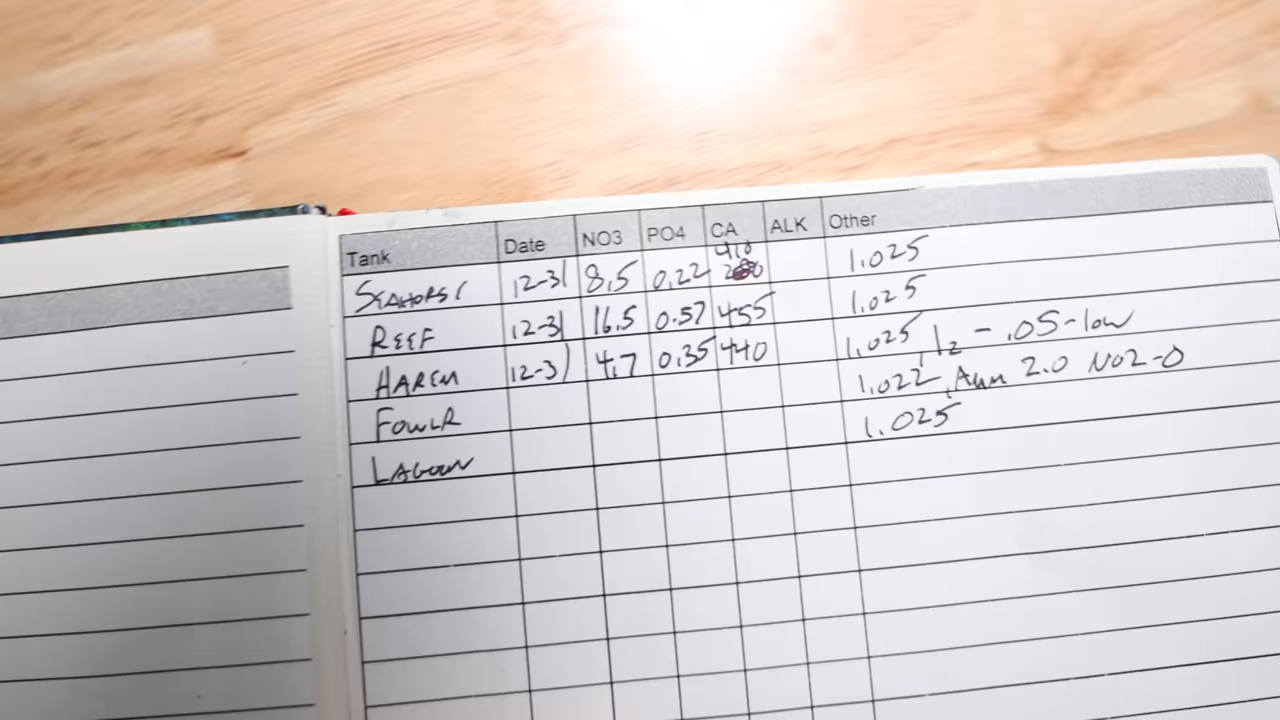 Tank Date NO3 PO4 CA ALK Other
SEAHORSE 12-31 8.5 0.22 410 1.025
REEF 12-31 16.5 0.57 455 1.025
HAREM 12-31 4.7 0.35 440 1.025, I2 - .05-low
FOWLR 1.022, Amm 2.0 NO2-0
LAGOON 1.025